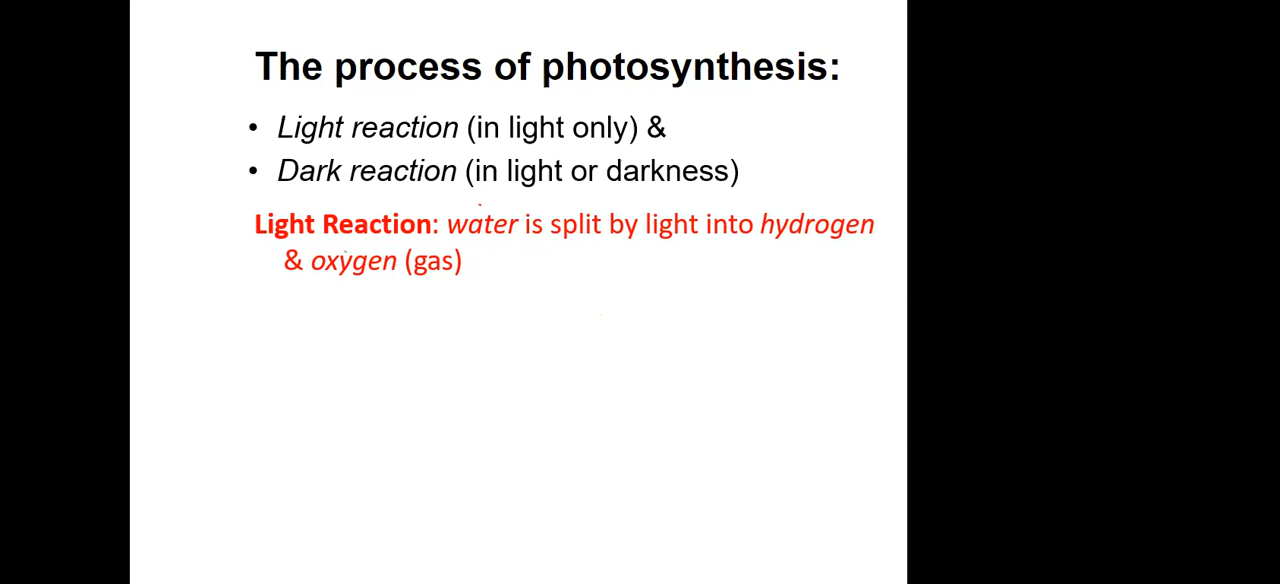 The process of photosynthesis:
• Light reaction (in light only) &
• Dark reaction (in light or darkness)
Light Reaction: water is split by light into hydrogen
& oxygen (gas)